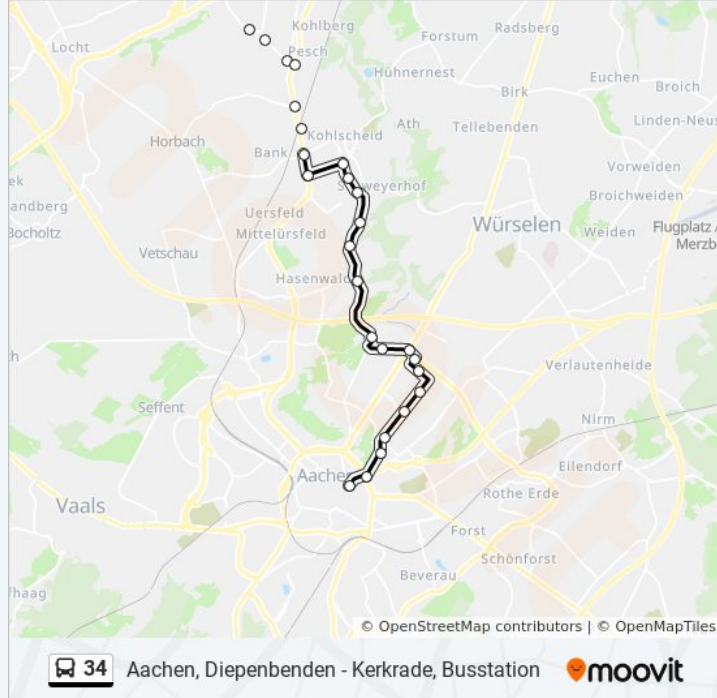 Kohlberg
Locht
Pesch
Forstum
Radsberg
Hühnernest
Euchen
Broich
Birk
Linden-Neus
Ath
Tellebenden
Horbach
Kohlscheid
Bank
Vorweiden
ek
Schweyerhof
Broichweiden
andberg
Uersfeld
Würselen
Bocholtz
Mittelürsfeld
Weiden
Flugplatz A
Merzb
Vetschau
Hasenwald
Verlautenheide
Seffent
Nirm
Aachen
Eilendorf
Vaals
Rothe Erde
Forst
Schönforst
Beverau
fhaag
© OpenStreetMap contributors | © OpenMapTiles
34 Aachen, Diepenbenden - Kerkrade, Busstation moovit